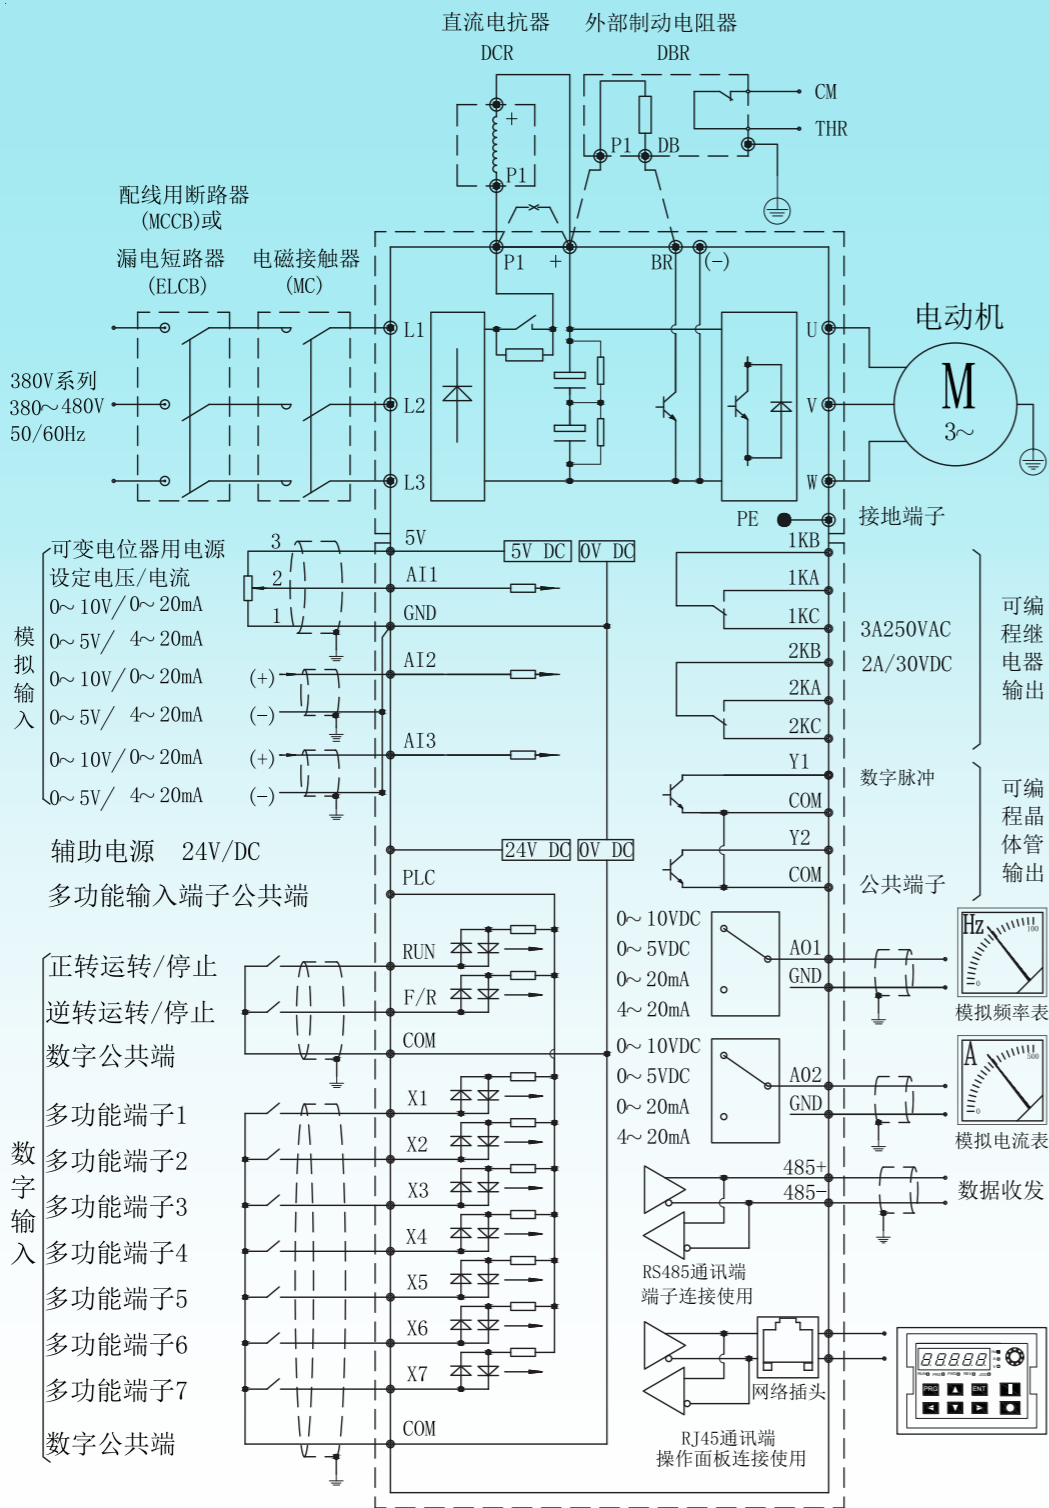 直流电抗器
DCR
外部制动电阻器
DBR
CM
THR
+
P1
P1
DB
配线用断路器
(MCCB)或
漏电短路器
(ELCB)
电磁接触器
(MC)
P1
+
BR
(-)
380V系列
380~480V
50/60Hz
L1
L2
L3
U
V
W
电动机
M
3~
PE
接地端子
模拟输入
可变电位器用电源
设定电压/电流
0~10V/0~20mA
0~5V/ 4~20mA
0~10V/0~20mA
0~5V/ 4~20mA
0~10V/0~20mA
0~5V/ 4~20mA
3
2
1
(+)
(-)
(+)
(-)
5V
AI1
GND
AI2
AI3
5V DC
0V DC
1KB
1KA
1KC
2KB
2KA
2KC
3A250VAC
2A/30VDC
可编程继电器输出
Y1
COM
Y2
COM
数字脉冲
公共端子
可编程晶体管输出
辅助电源 24V/DC
多功能输入端子公共端
24V DC
0V DC
PLC
数字输入
正转运转/停止
逆转运转/停止
数字公共端
多功能端子1
多功能端子2
多功能端子3
多功能端子4
多功能端子5
多功能端子6
多功能端子7
数字公共端
RUN
F/R
COM
X1
X2
X3
X4
X5
X6
X7
COM
0~10VDC
0~5VDC
0~20mA
4~20mA
AO1
GND
Hz
100
0
模拟频率表
0~10VDC
0~5VDC
0~20mA
4~20mA
AO2
GND
A
500
0
模拟电流表
485+
485-
数据收发
RS485通讯端
端子连接使用
网络插头
RJ45通讯端
操作面板连接使用
88888
PRG
ENT